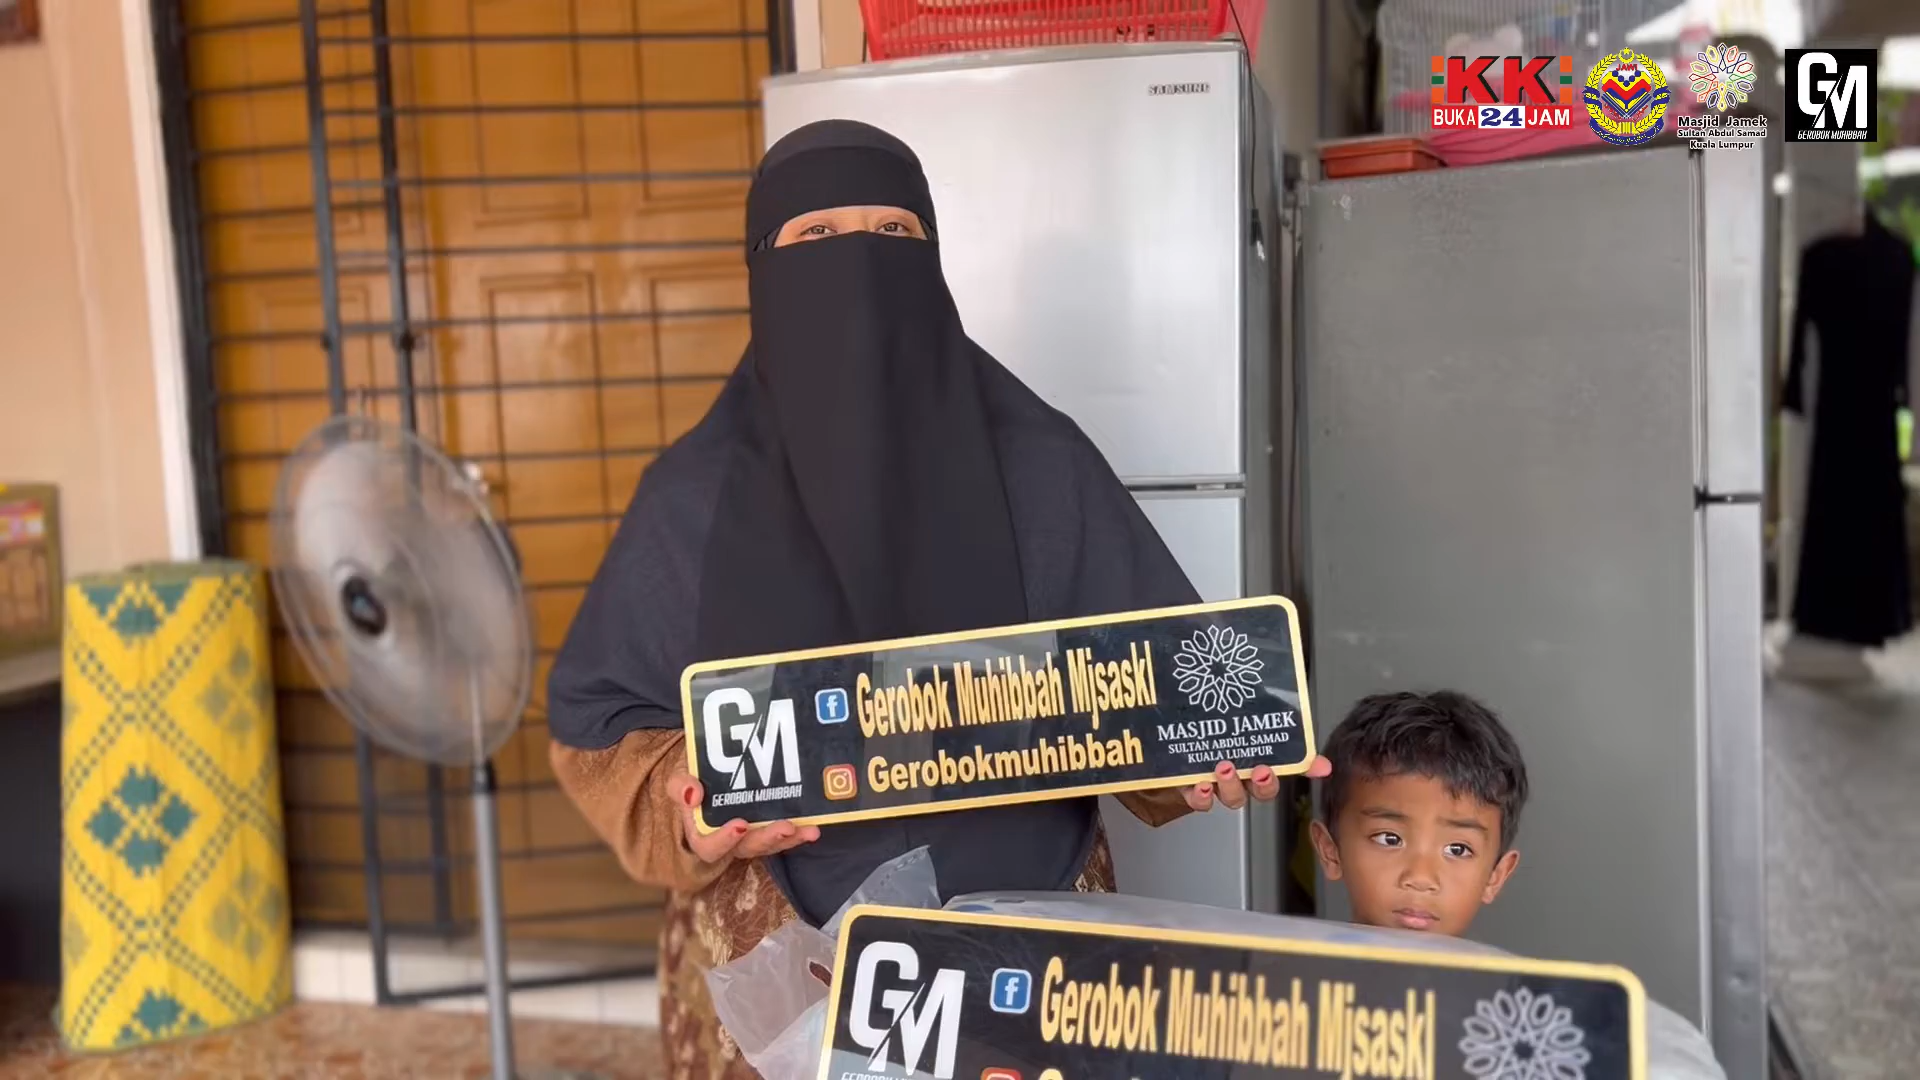 SAMSUNG
KK
BUKA 24 JAM
JAWI
Masjid Jamek
Sultan Abdul Samad
Kuala Lumpur
GM
GEROBOK MUHIBBAH
GM
GEROBOK MUHIBBAH
f Gerobok Muhibbah Mjsaskl
Gerobokmuhibbah
MASJID JAMEK
SULTAN ABDUL SAMAD
KUALA LUMPUR
GM
f Gerobok Muhibbah Mjsaskl